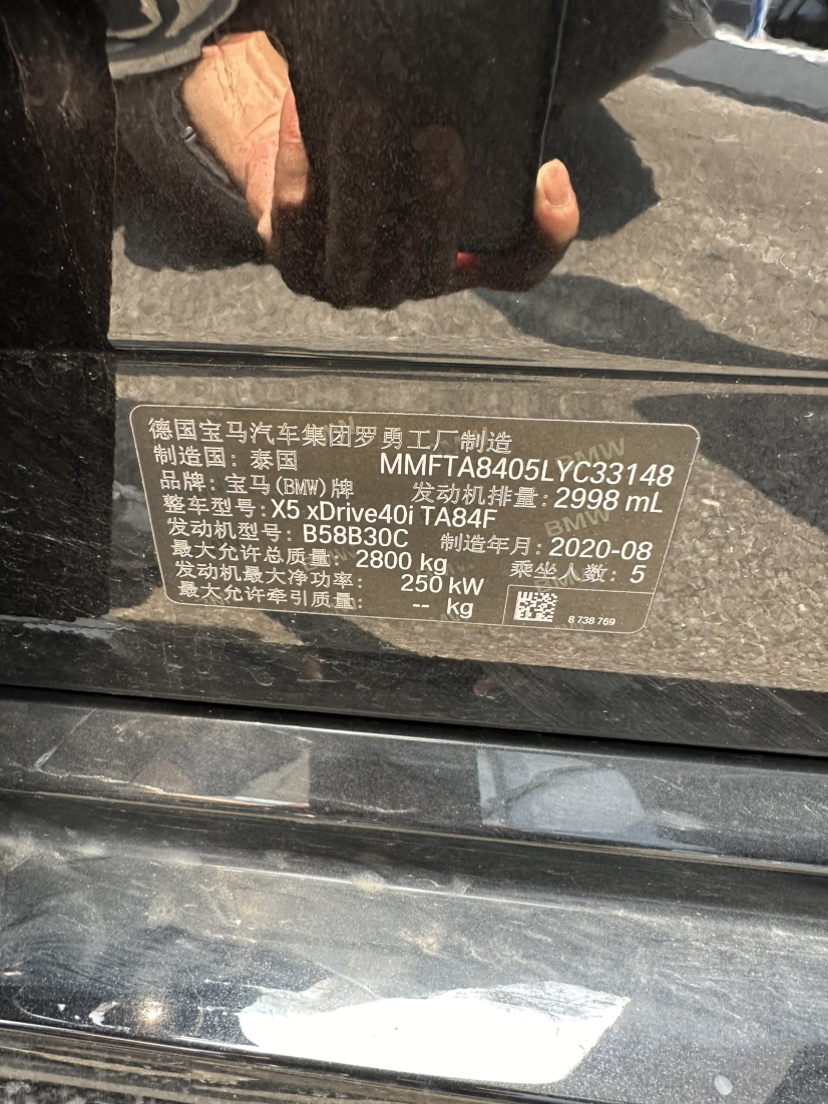 德国宝马汽车集团罗勇工厂制造
制造国：泰国 MMFTA8405LYC33148
品牌：宝马(BMW)牌 发动机排量：2998 mL
整车型号：X5 xDrive40i TA84F
发动机型号：B58B30C 制造年月：2020-08
最大允许总质量：2800 kg 乘坐人数：5
发动机最大净功率：250 kW
最大允许牵引质量：-- kg
8 738 769
BMW
BMW